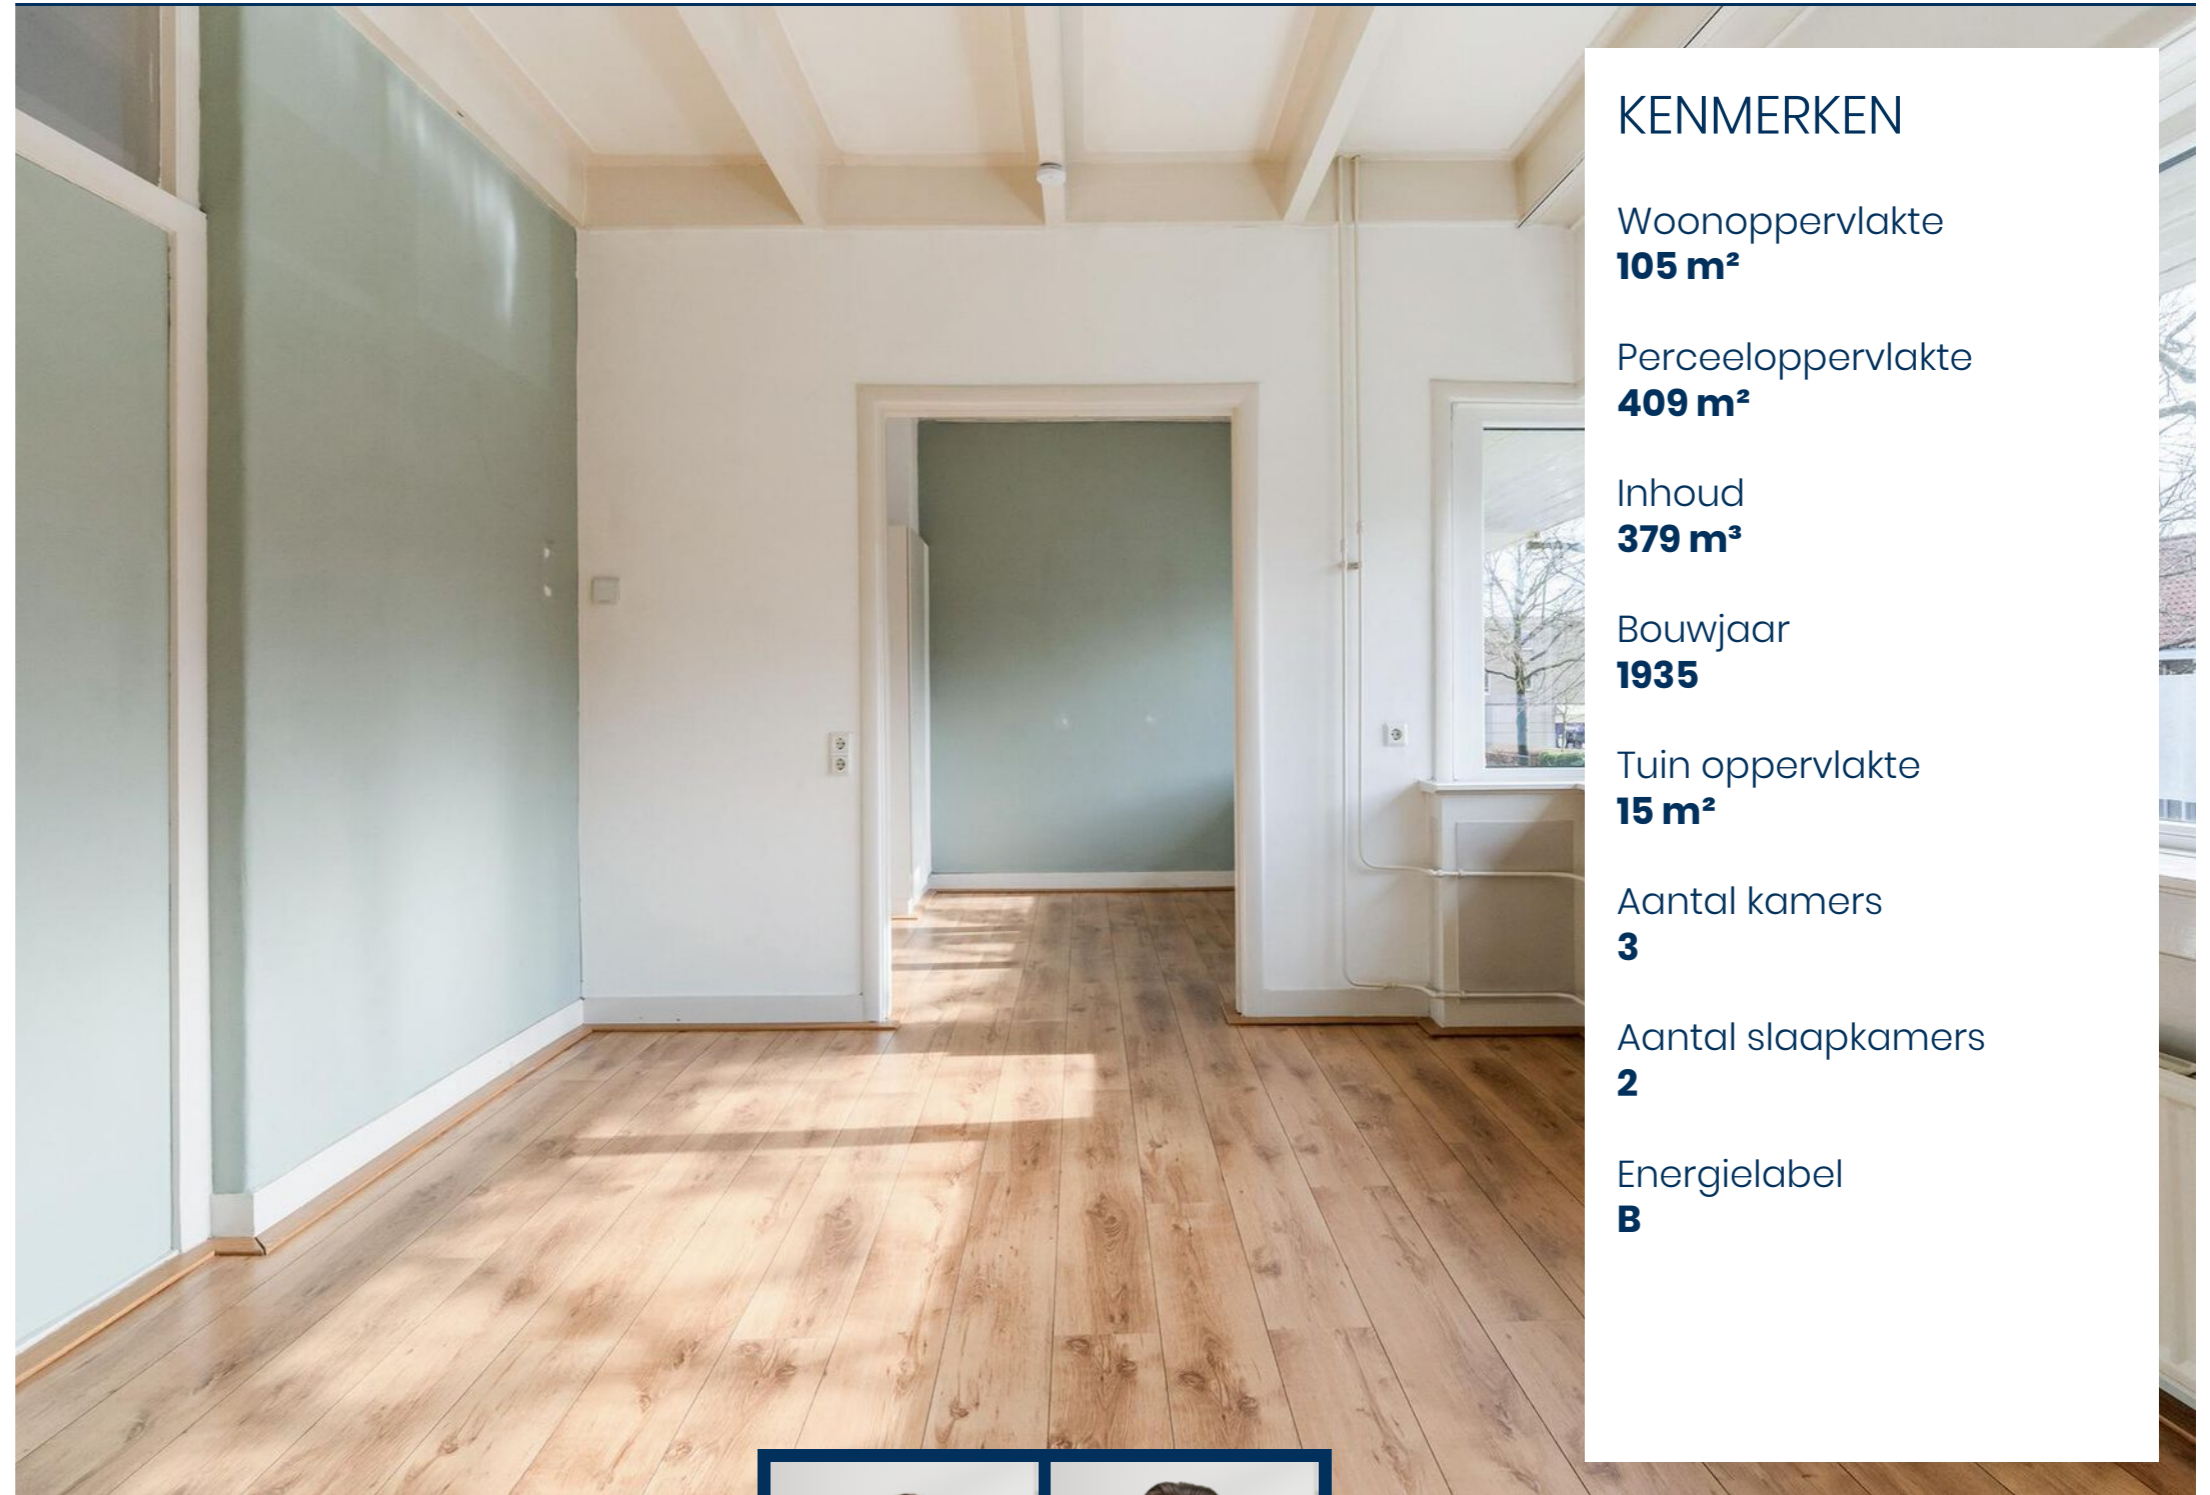 KENMERKEN
Woonoppervlakte
105 m²
Perceeloppervlakte
409 m²
Inhoud
379 m³
Bouwjaar
1935
Tuin oppervlakte
15 m²
Aantal kamers
3
Aantal slaapkamers
2
Energielabel
B